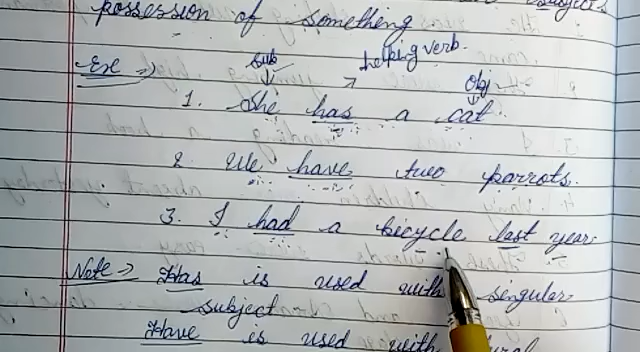 subjects
possession of something
Ex => sub helping verb. obj
1. She has a cat.
2. We have two parrots.
3. I had a bicycle last year.
Note => Has is used with singular
subject
Have is used with